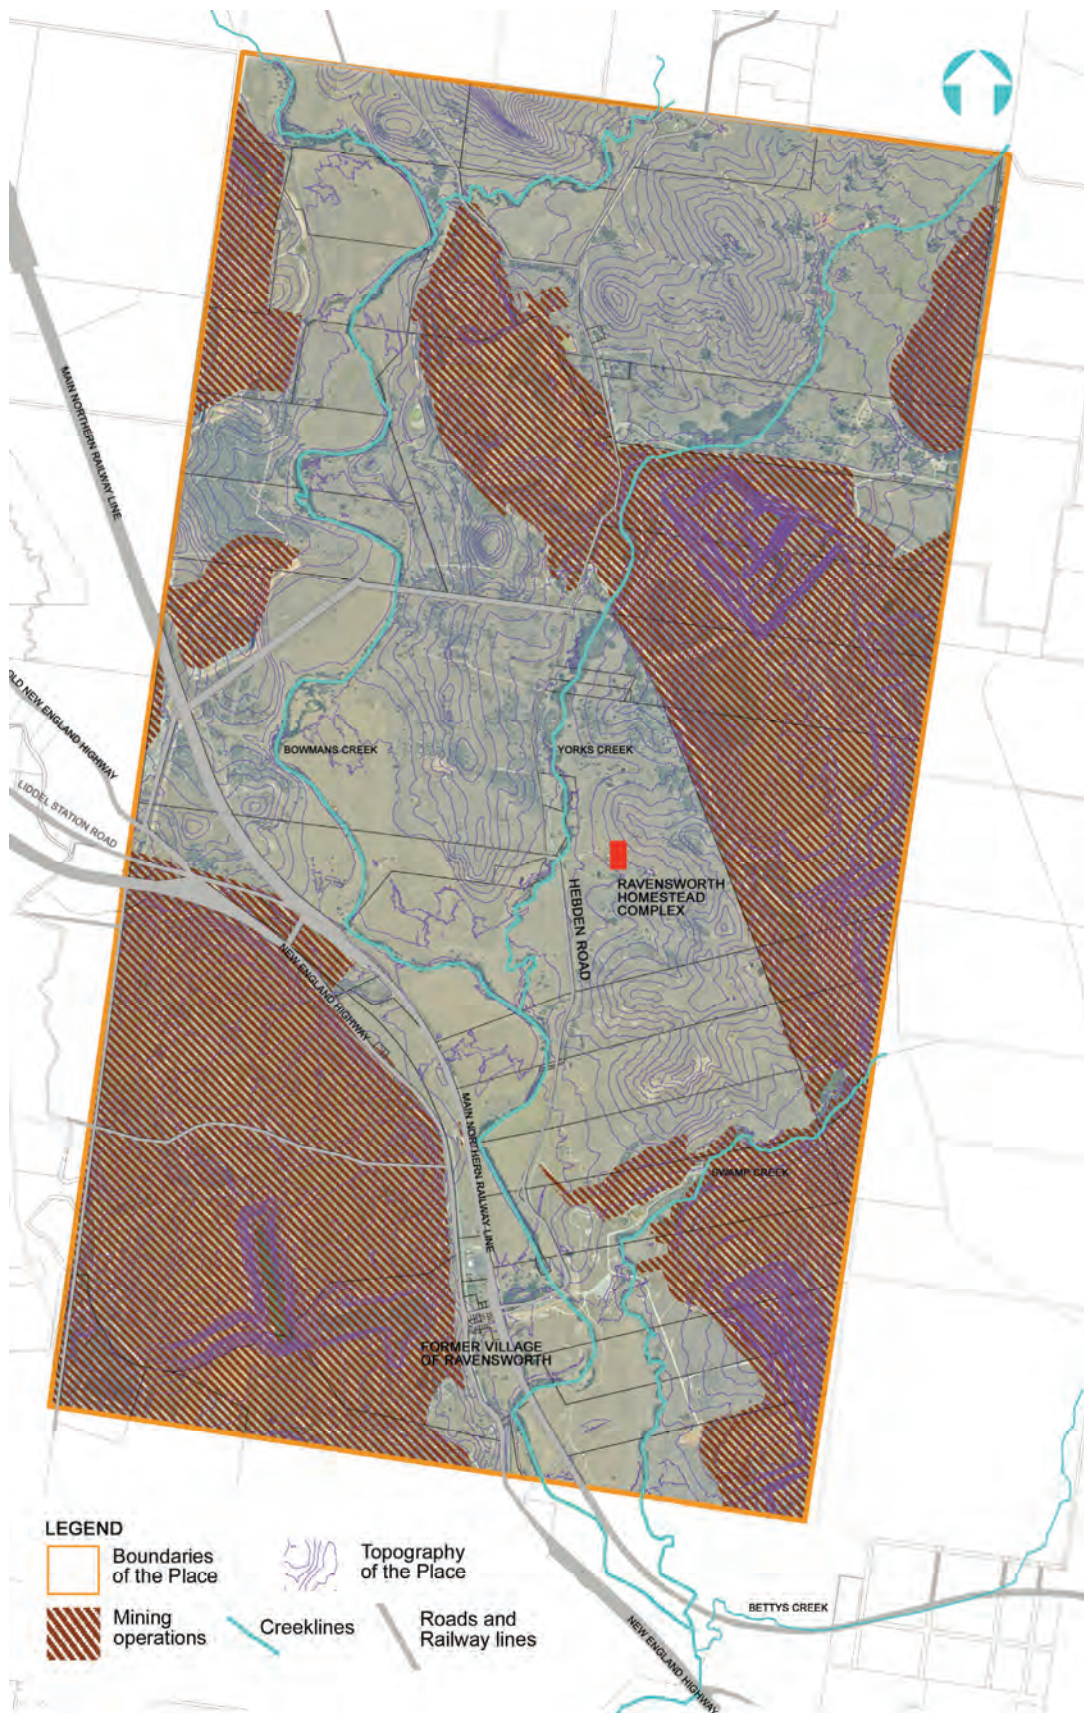 MAIN NORTHERN RAILWAY LINE
OLD NEW ENGLAND HIGHWAY
LIDDEL STATION ROAD
BOWMANS CREEK
YORKS CREEK
RAVENSWORTH
HOMESTEAD
COMPLEX
HEBDEN ROAD
NEW ENGLAND HIGHWAY
MAIN NORTHERN RAILWAY LINE
SWAMP CREEK
FORMER VILLAGE
OF RAVENSWORTH
LEGEND
Boundaries
of the Place
Topography
of the Place
Mining
operations
Creeklines
Roads and
Railway lines
BETTYS CREEK
NEW ENGLAND HIGHWAY